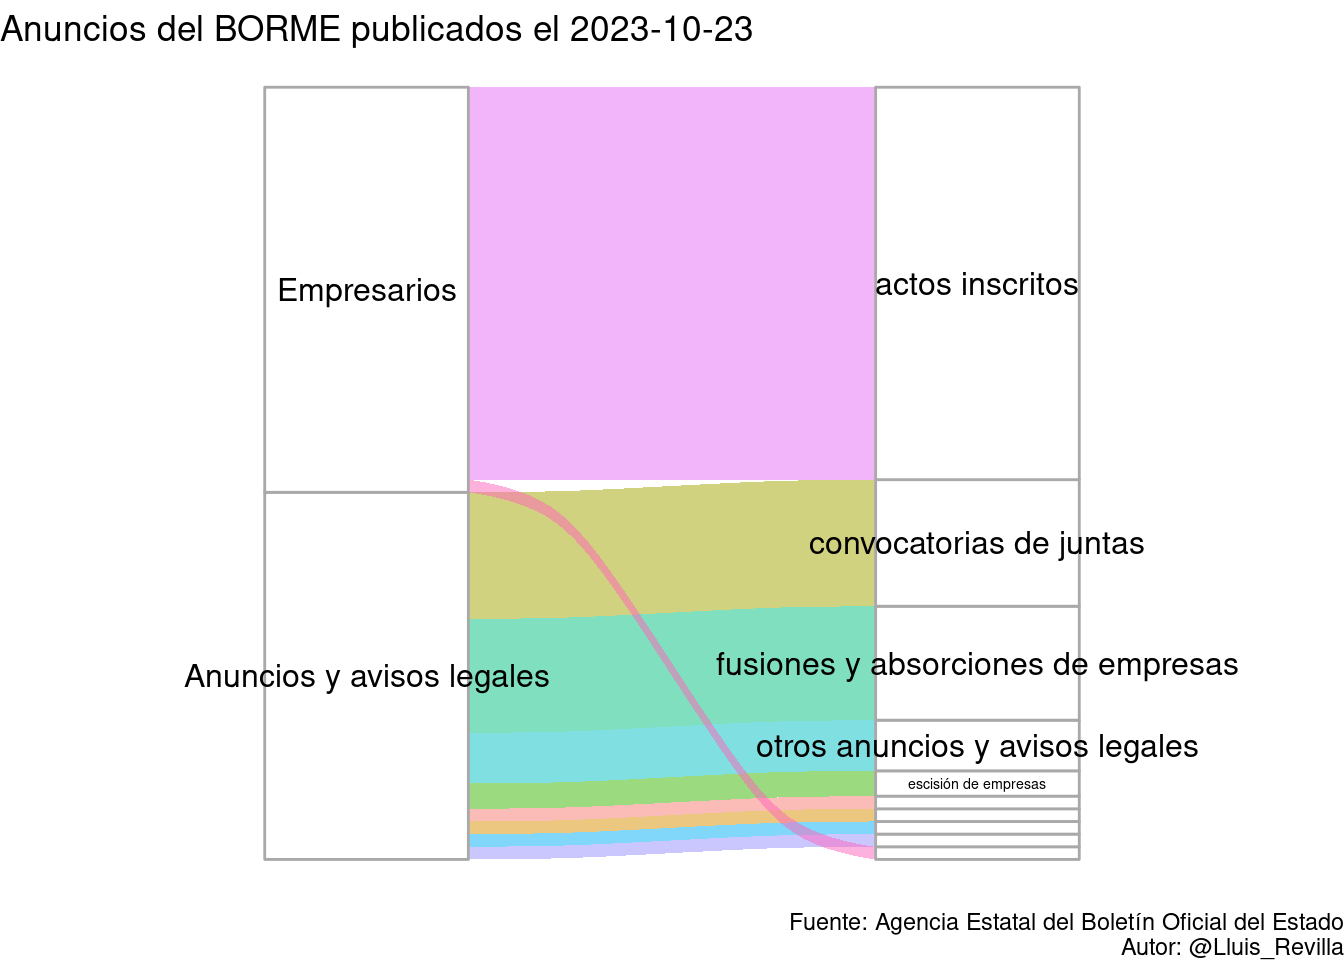 Anuncios del BORME publicados el 2023-10-23
Empresarios
actos inscritos
convocatorias de juntas
Anuncios y avisos legales
fusiones y absorciones de empresas
otros anuncios y avisos legales
escisión de empresas
Fuente: Agencia Estatal del Boletín Oficial del Estado
Autor: @Lluis_Revilla